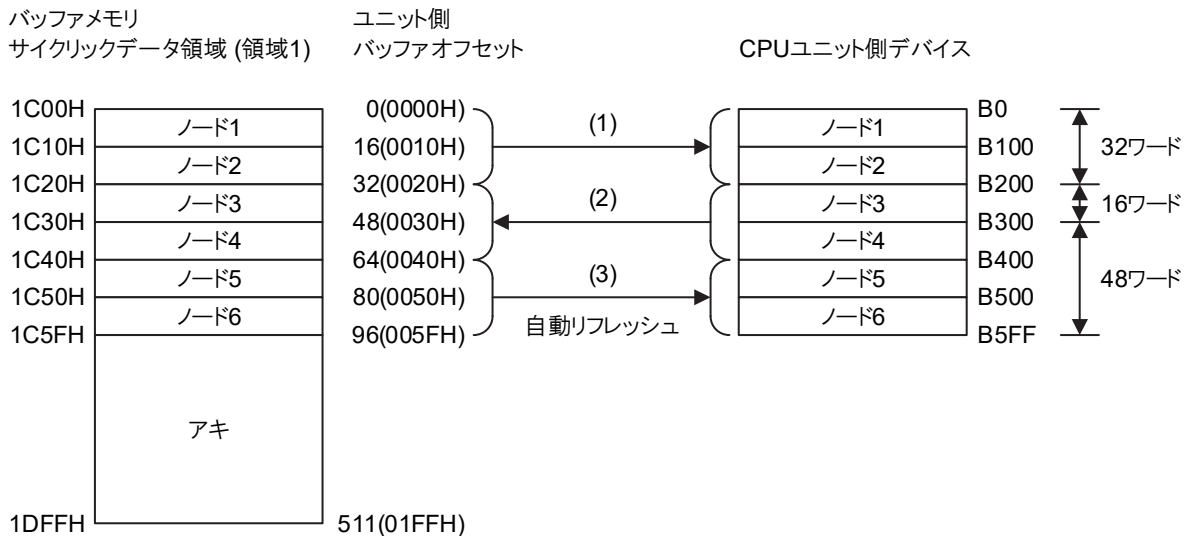 バッファメモリ
サイクリックデータ領域 (領域1)
ユニット側
バッファオフセット
CPUユニット側デバイス
1C00H
ノード1
0(0000H)
(1)
ノード1
B0
1C10H
ノード2
16(0010H)
ノード2
B100
32ワード
1C20H
ノード3
32(0020H)
(2)
ノード3
B200
16ワード
1C30H
ノード4
48(0030H)
ノード4
B300
1C40H
ノード5
64(0040H)
(3)
ノード5
B400
48ワード
1C50H
ノード6
80(0050H)
自動リフレッシュ
ノード6
B500
1C5FH
96(005FH)
B5FF
アキ
1DFFH
511(01FFH)